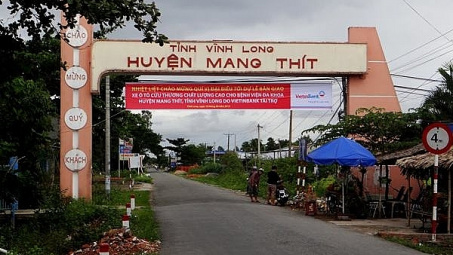 TỈNH VĨNH LONG
HUYỆN MANG THÍT
CHÀO
MỪNG
QUÝ
KHÁCH
NHIỆT LIỆT CHÀO MỪNG QUÍ VỊ ĐẠI BIỂU TỚI DỰ LỄ BÀN GIAO
XE Ô TÔ CỨU THƯƠNG CHẤT LƯỢNG CAO CHO BỆNH VIỆN ĐA KHOA
HUYỆN MANG THÍT, TỈNH VĨNH LONG DO VIETINBANK TÀI TRỢ
VietinBank
4